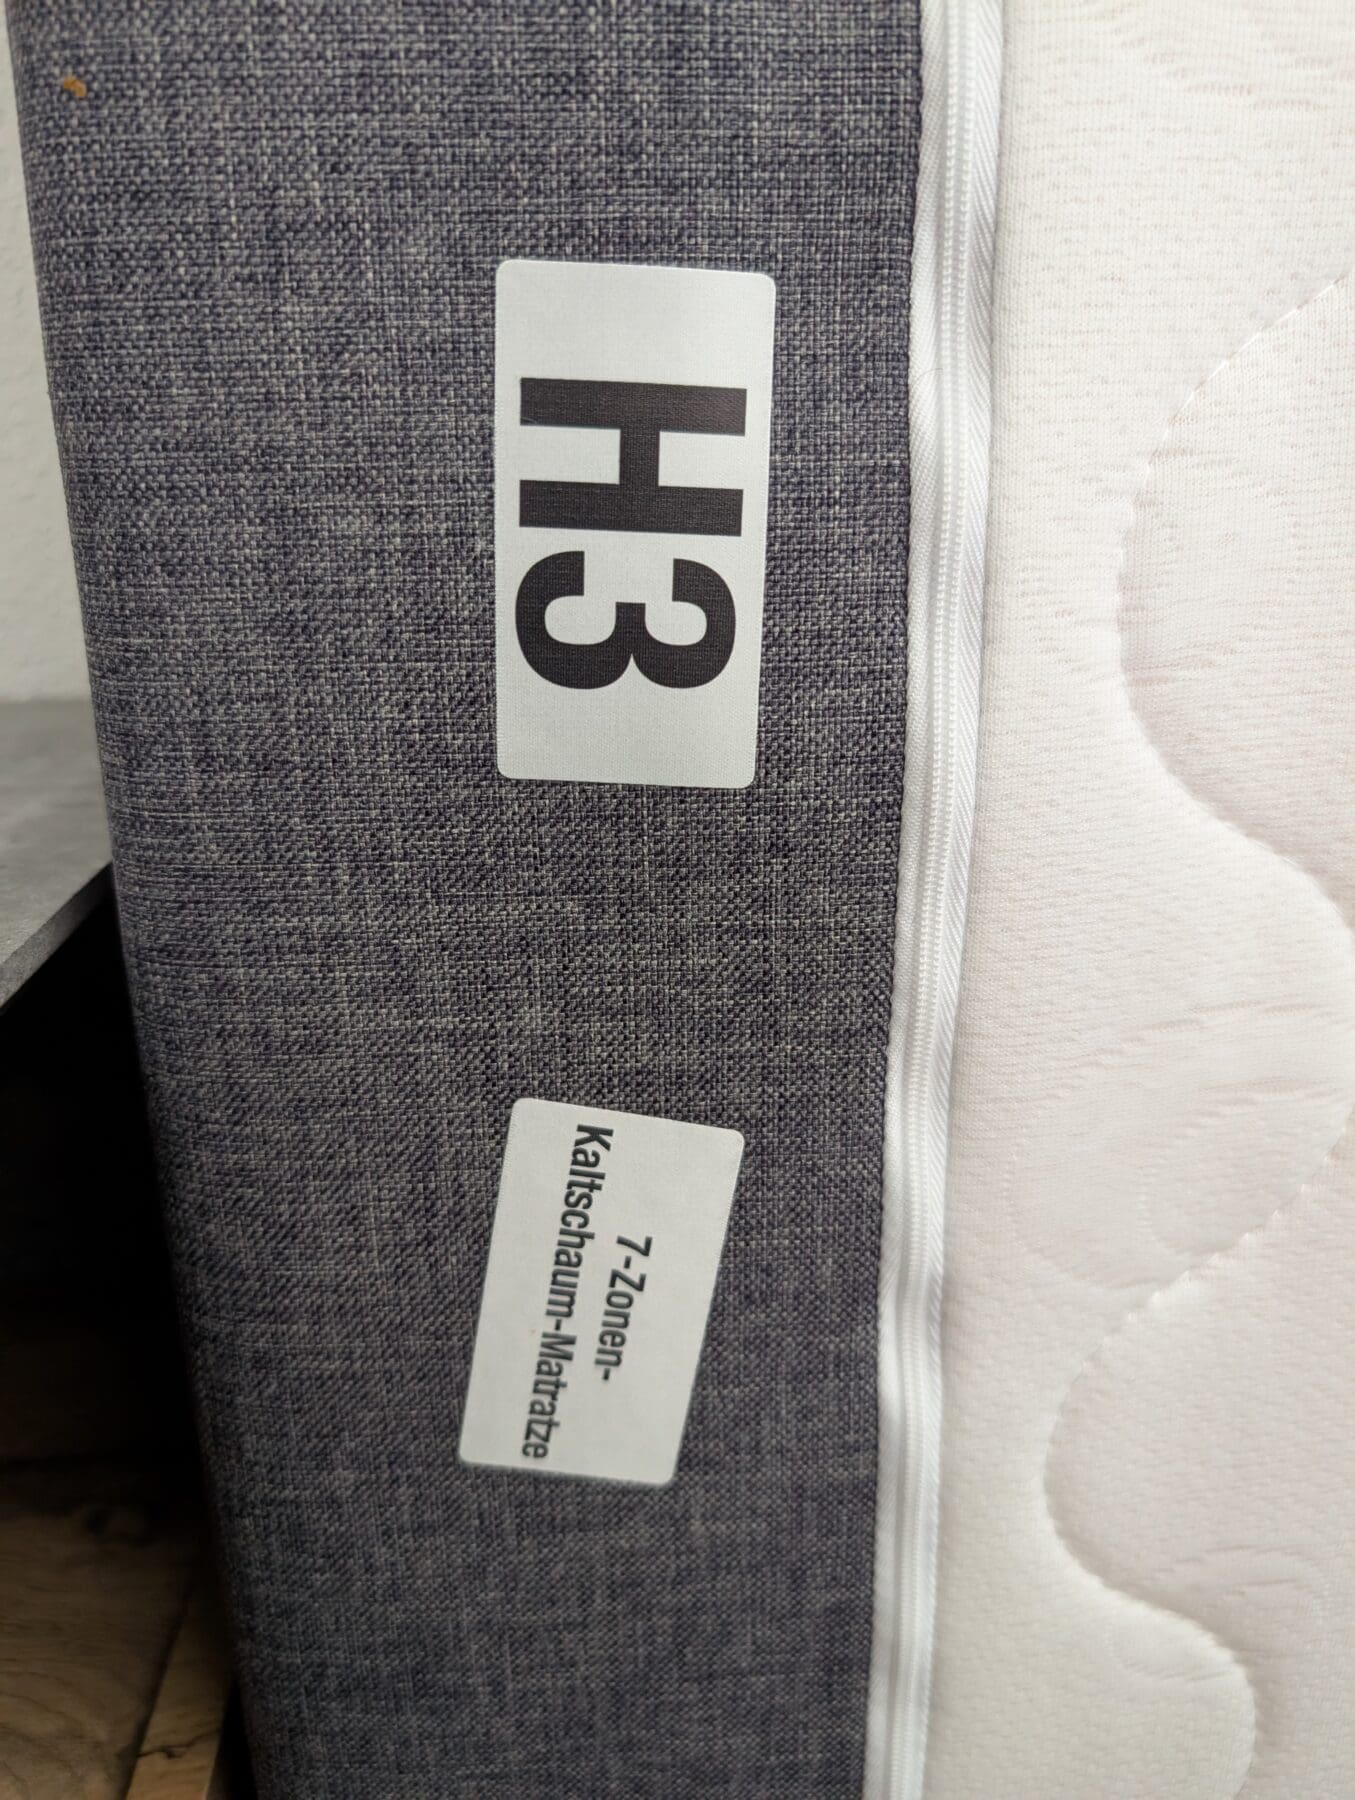 H3
7-Zonen-
Kaltschaum-Matratze